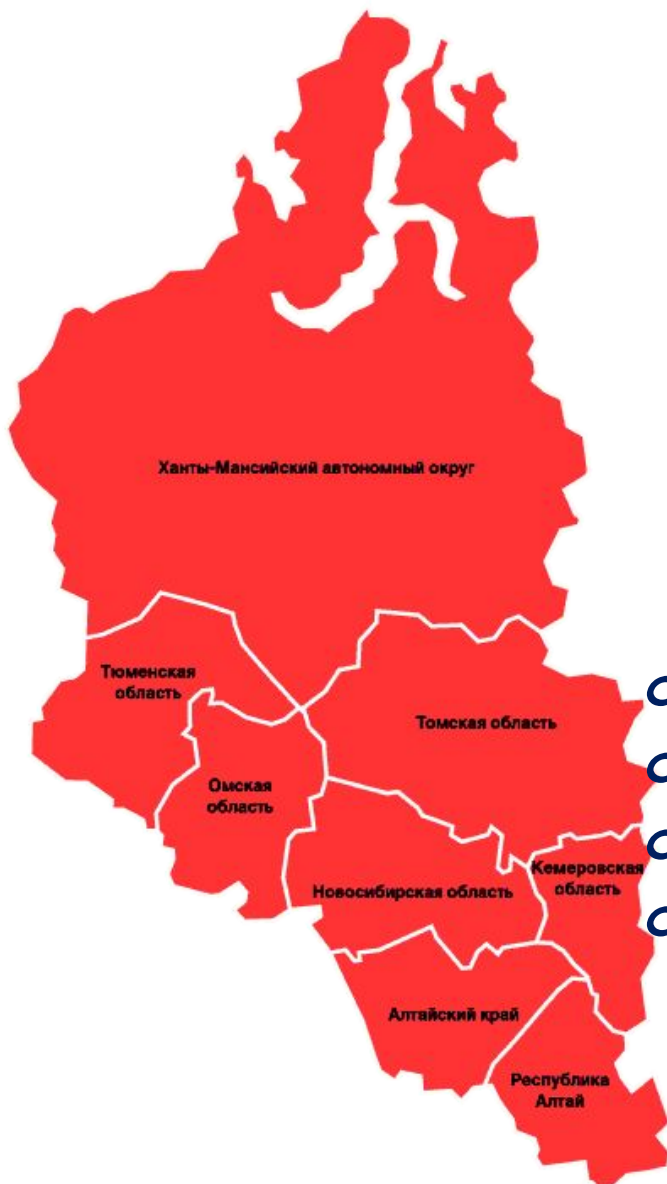 Ханты-Мансийский автономный округ
Тюменская
область
Томская область
Омская
область
Кемеровская
область
Новосибирская область
Алтайский край
Республика
Алтай